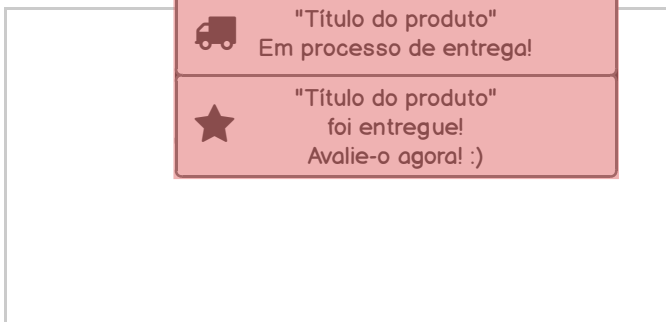 "Título do produto"
Em processo de entrega!
"Título do produto"
foi entregue!
Avalie-o agora! :)